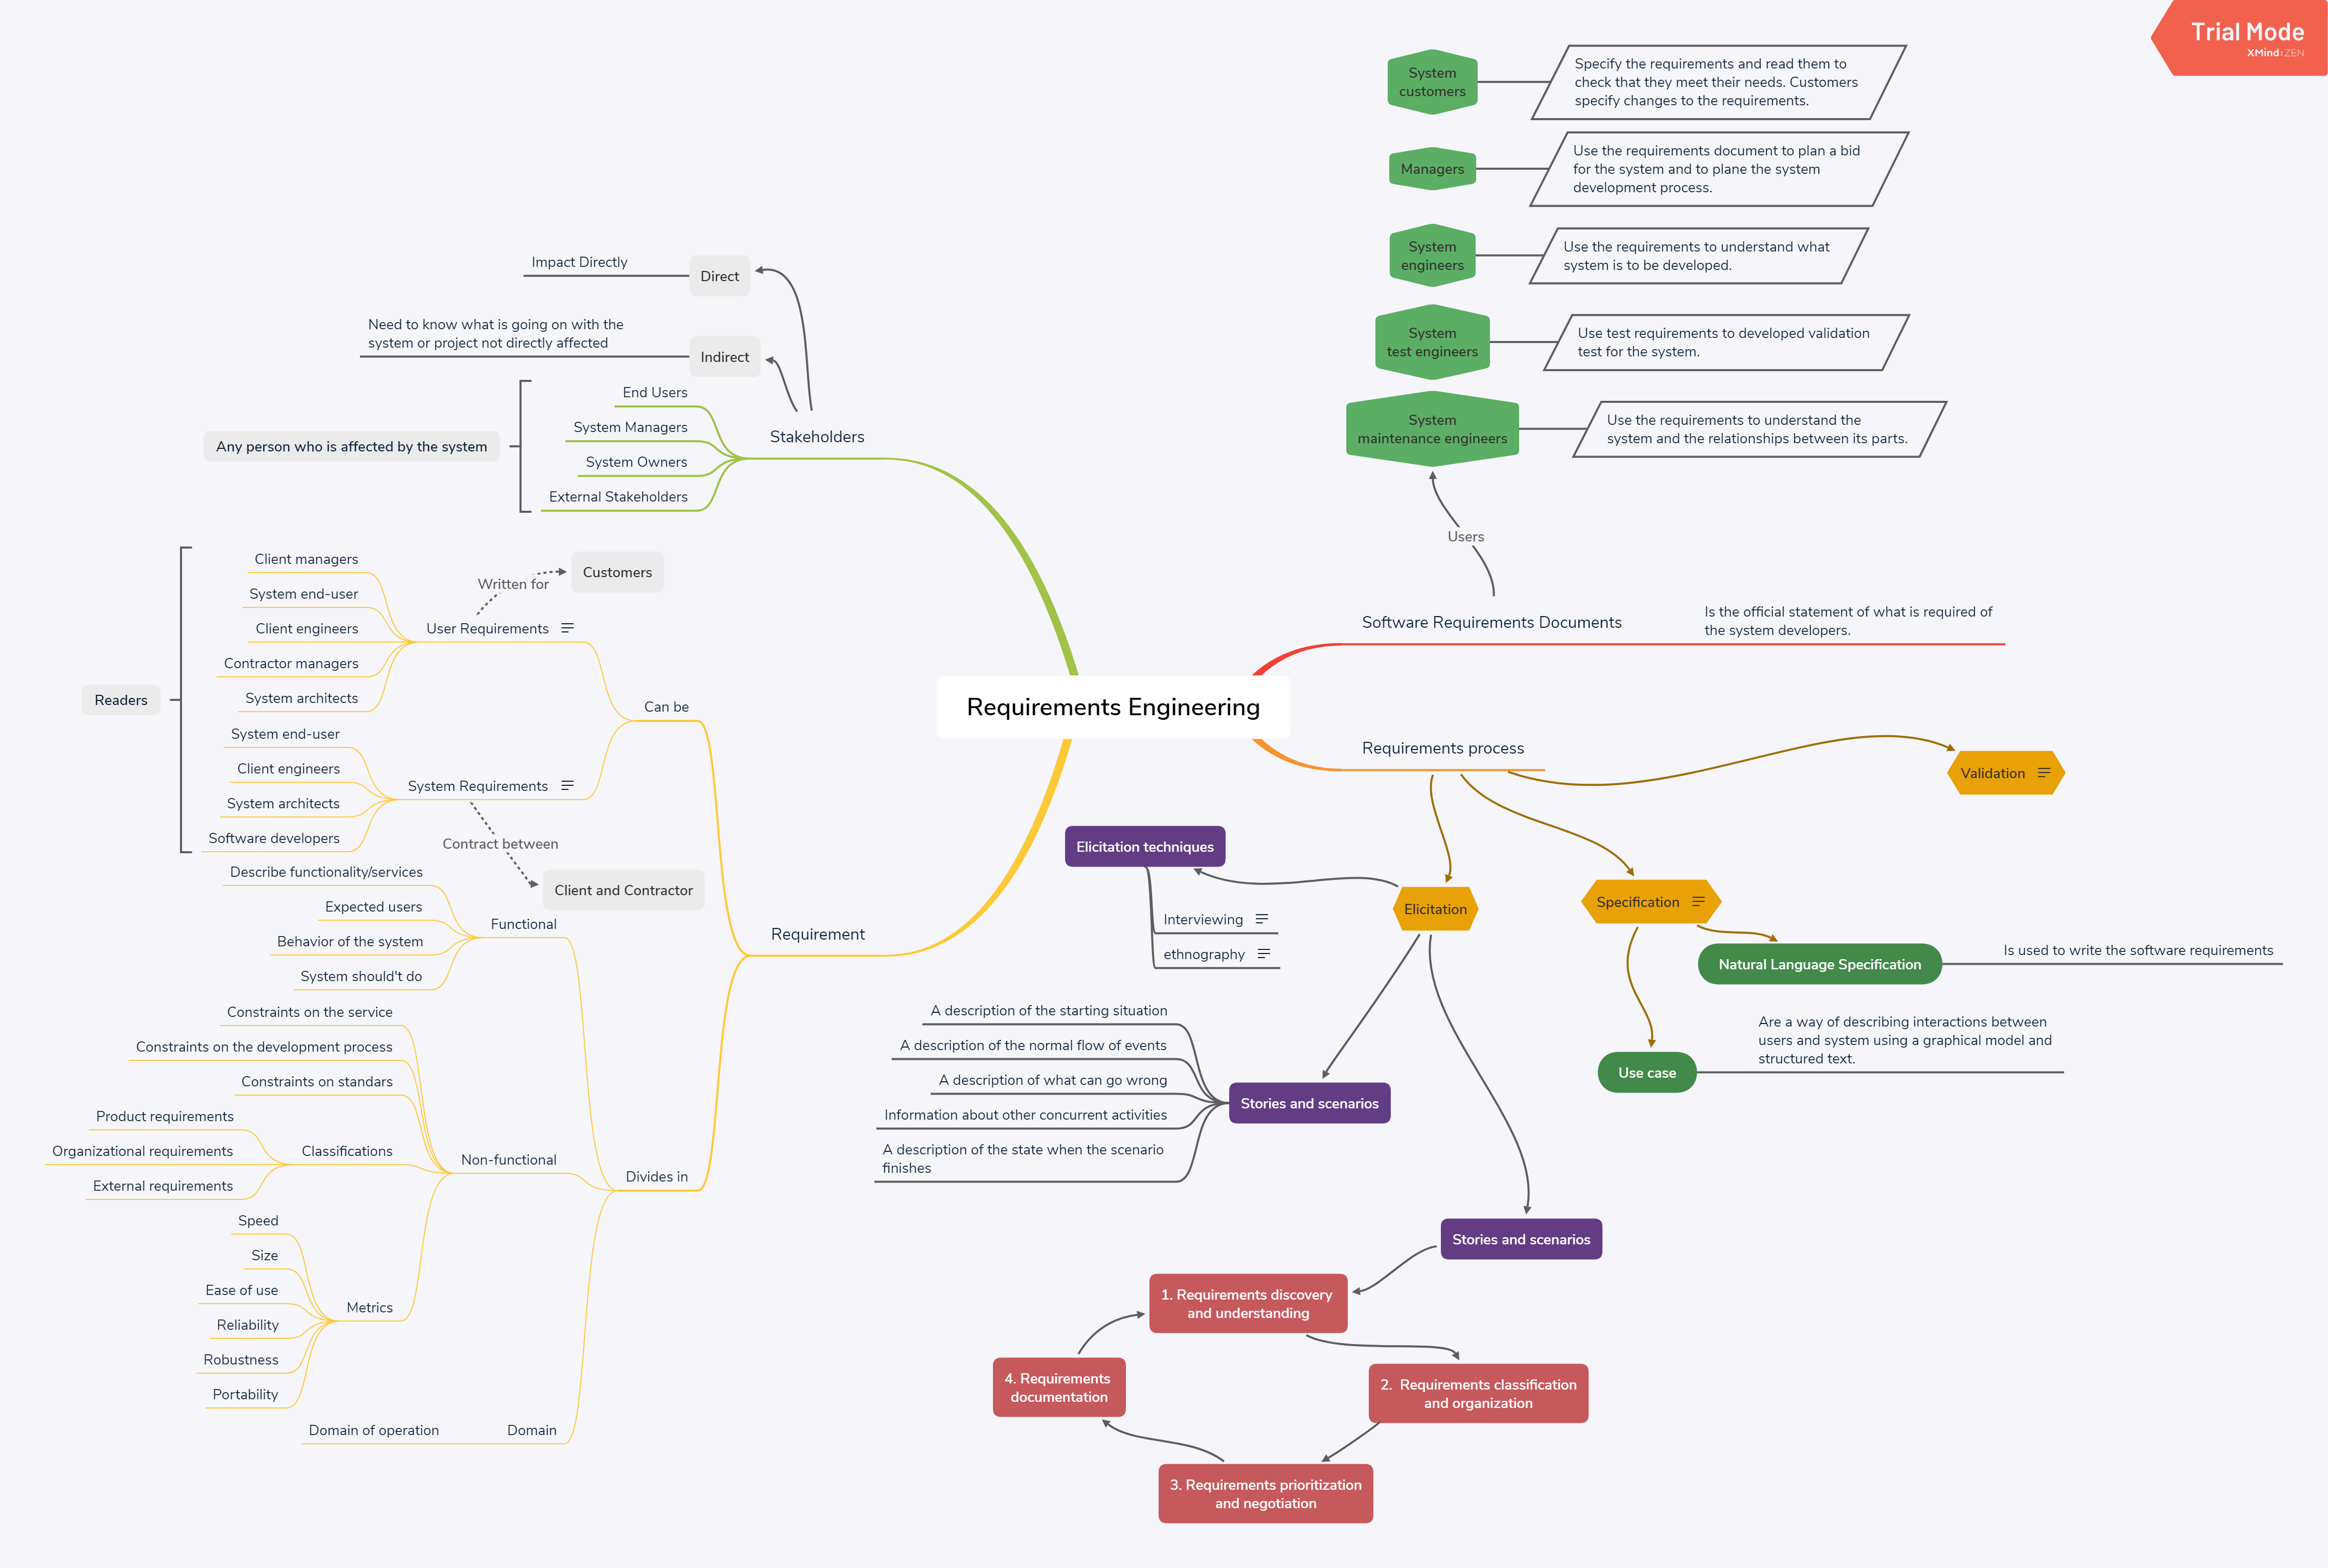 Trial Mode
XMind:ZEN
System
customers
Specify the requirements and read them to
check that they meet their needs. Customers
specify changes to the requirements.
Managers
Use the requirements document to plan a bid
for the system and to plane the system
development process.
System
engineers
Use the requirements to understand what
system is to be developed.
System
test engineers
Use test requirements to developed validation
test for the system.
System
maintenance engineers
Use the requirements to understand the
system and the relationships between its parts.
Users
Software Requirements Documents
Is the official statement of what is required of
the system developers.
Impact Directly
Direct
Need to know what is going on with the
system or project not directly affected
Indirect
End Users
System Managers
System Owners
External Stakeholders
Any person who is affected by the system
Stakeholders
Client managers
System end-user
Client engineers
Contractor managers
System architects
Written for
Customers
User Requirements
Readers
Can be
System end-user
Client engineers
System architects
Software developers
System Requirements
Contract between
Client and Contractor
Requirements Engineering
Describe functionality/services
Expected users
Behavior of the system
System should't do
Functional
Requirement
Constraints on the service
Constraints on the development process
Constraints on standars
Product requirements
Organizational requirements
External requirements
Classifications
Non-functional
Divides in
Speed
Size
Ease of use
Reliability
Robustness
Portability
Metrics
Domain of operation
Domain
Requirements process
Validation
Elicitation techniques
Interviewing
ethnography
Elicitation
Specification
Natural Language Specification
Is used to write the software requirements
Use case
Are a way of describing interactions between
users and system using a graphical model and
structured text.
A description of the starting situation
A description of the normal flow of events
A description of what can go wrong
Information about other concurrent activities
A description of the state when the scenario
finishes
Stories and scenarios
Stories and scenarios
1. Requirements discovery
and understanding
2. Requirements classification
and organization
3. Requirements prioritization
and negotiation
4. Requirements
documentation